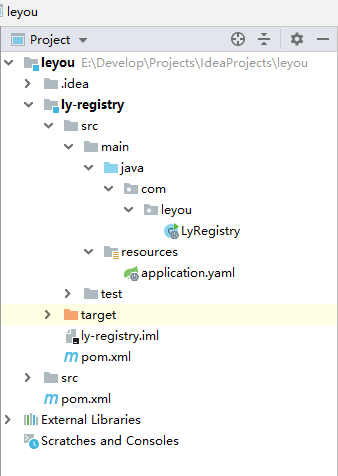 leyou
Project
leyou E:\Develop\Projects\IdeaProjects\leyou
.idea
ly-registry
src
main
java
com
leyou
LyRegistry
resources
application.yaml
test
target
ly-registry.iml
pom.xml
src
pom.xml
External Libraries
Scratches and Consoles